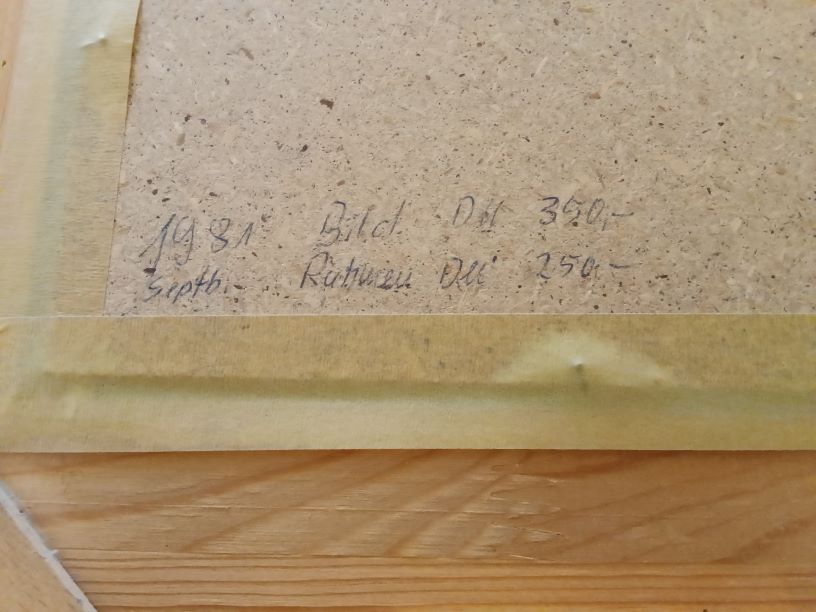 1981 Bild DM 350,-
Septb. Rahmen DM 250,-